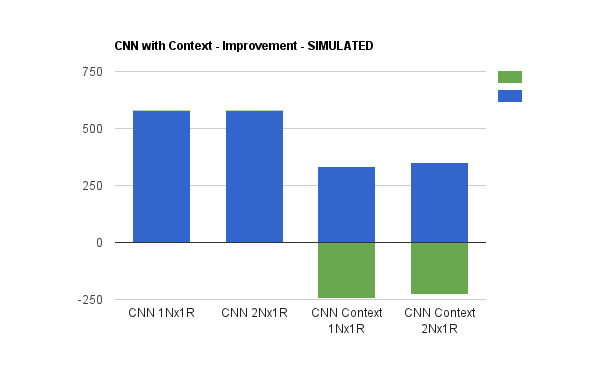 CNN with Context - Improvement - SIMULATED
750
500
250
0
-250
CNN 1Nx1R
CNN 2Nx1R
CNN Context
1Nx1R
CNN Context
2Nx1R